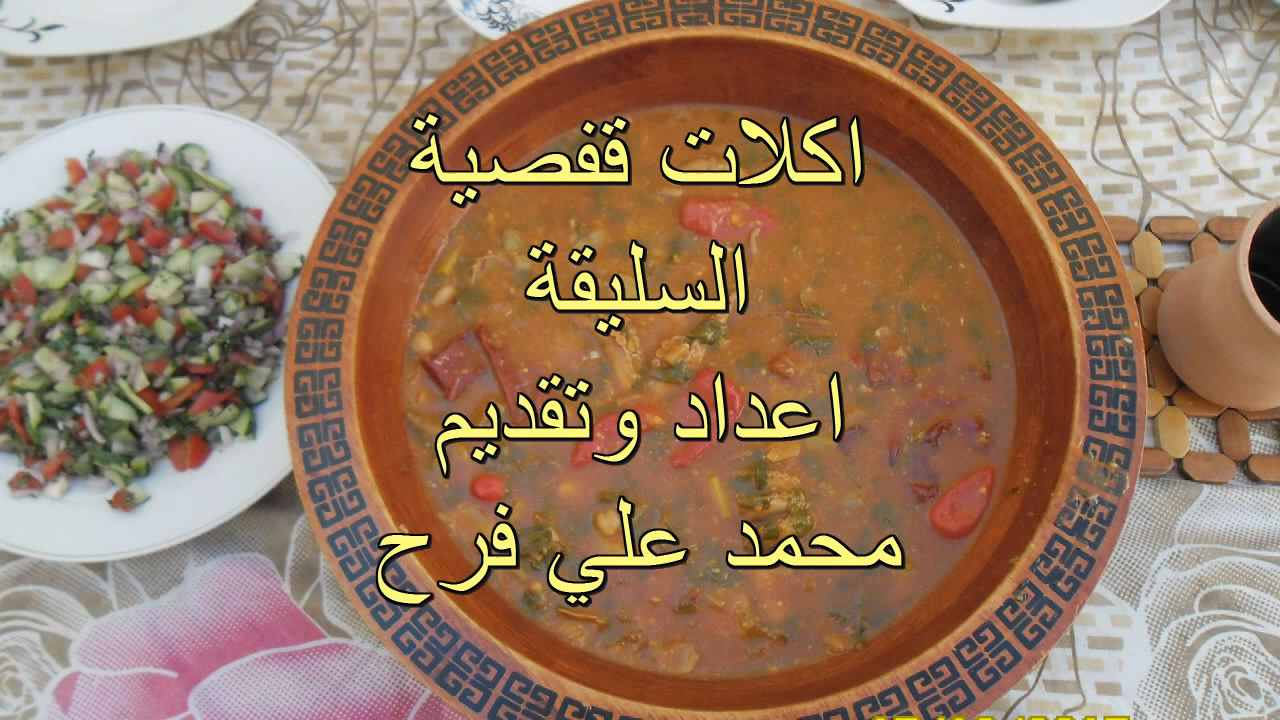 اكلات قفصية
السليقة
اعداد وتقديم
محمد علي فرح